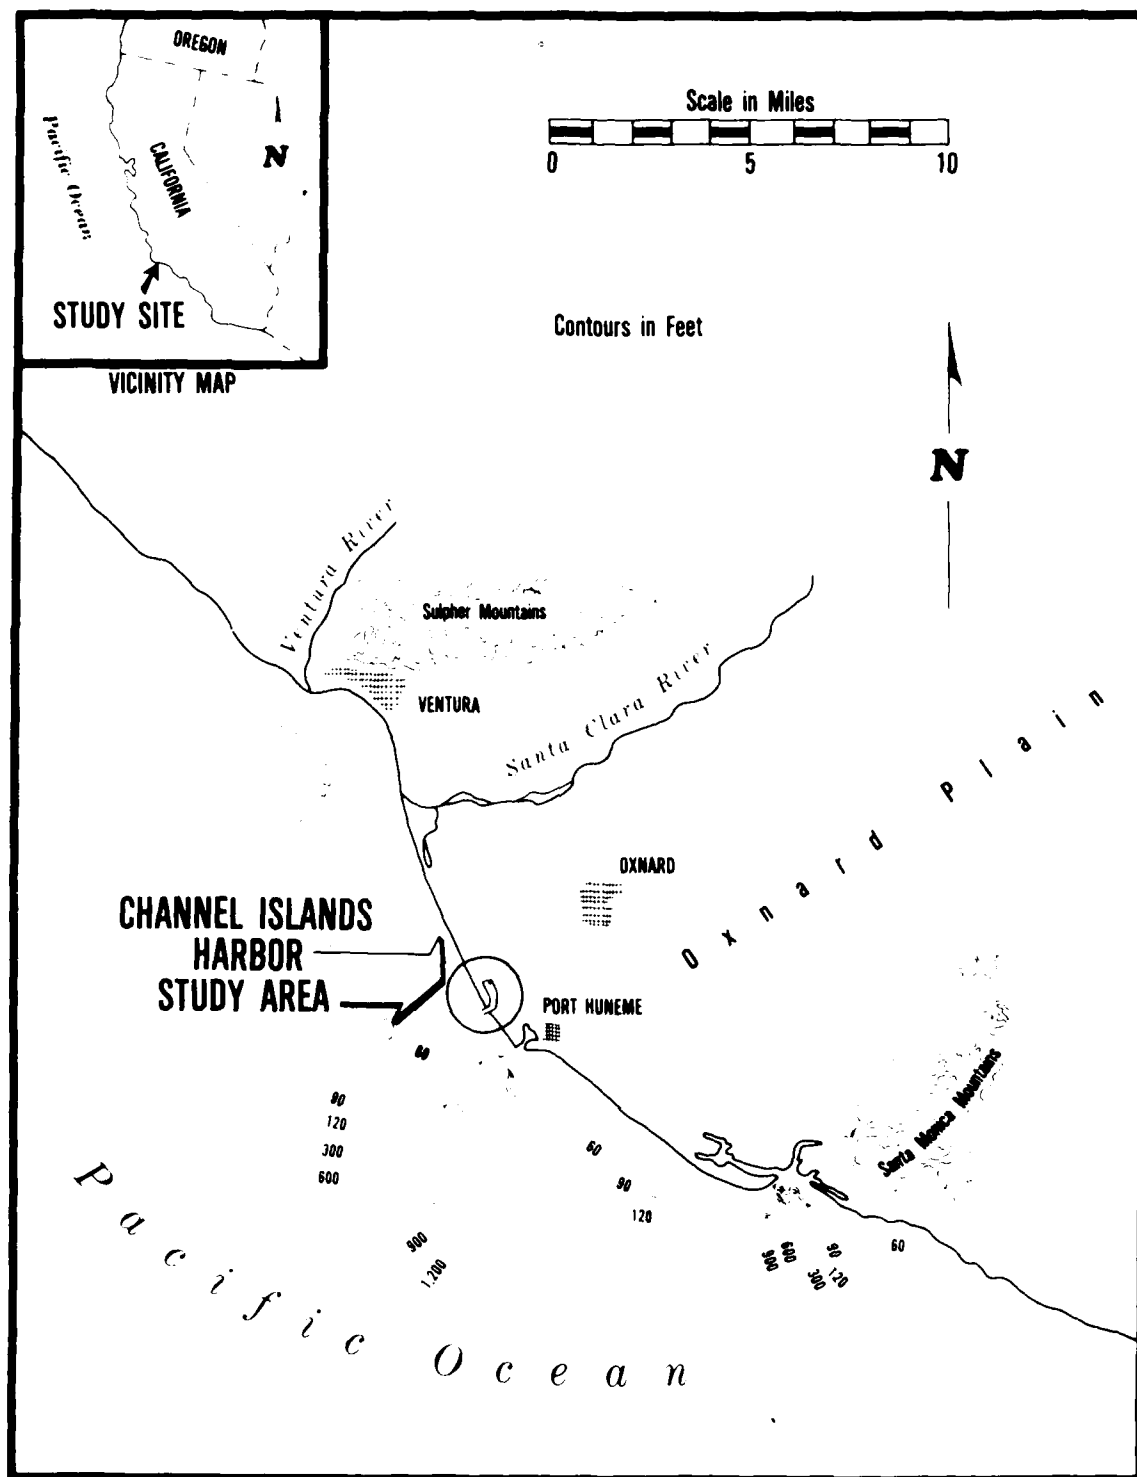 OREGON
Pacific Ocean
CALIFORNIA
N
STUDY SITE
VICINITY MAP
Scale in Miles
0 5 10
Contours in Feet
N
Ventura River
Sulpher Mountains
VENTURA
Santa Clara River
Oxnard Plain
OXNARD
CHANNEL ISLANDS
HARBOR
STUDY AREA
PORT HUNEME
60
90
120
300
600
900
1,200
60
90
120
Santa Monica Mountains
900
600
300
90
120
60
Pacific Ocean